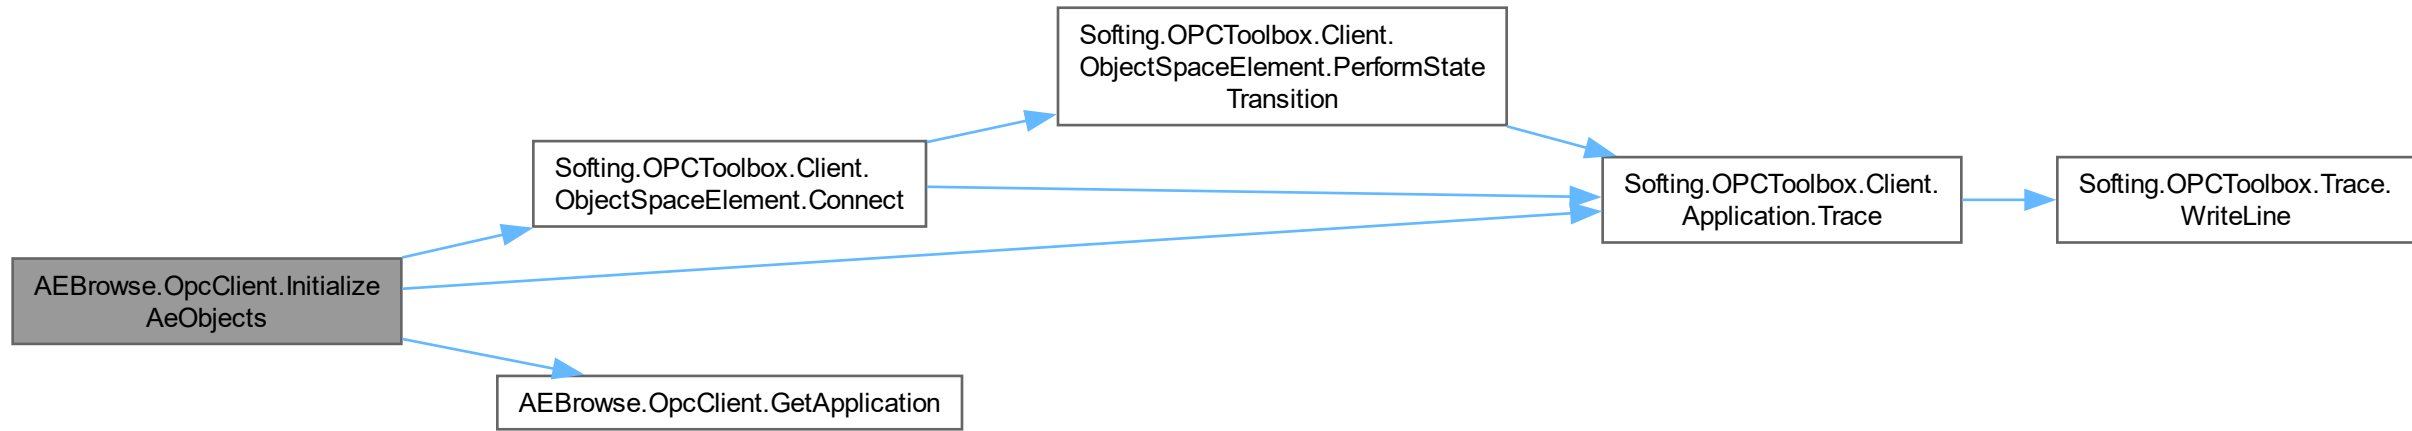 AEBrowse.OpcClient.Initialize
AeObjects
Softing.OPCToolbox.Client.
ObjectSpaceElement.Connect
Softing.OPCToolbox.Client.
ObjectSpaceElement.PerformState
Transition
Softing.OPCToolbox.Client.
Application.Trace
Softing.OPCToolbox.Trace.
WriteLine
AEBrowse.OpcClient.GetApplication